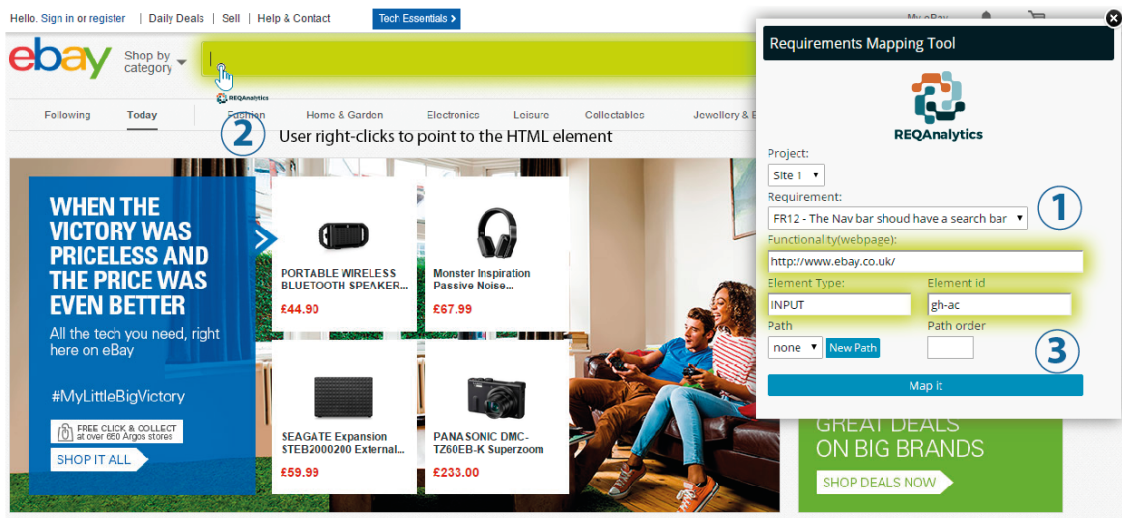 Hello. Sign in or register | Daily Deals | Sell | Help & Contact
Tech Essentials >
My eBay
ebay
Shop by
category
REQAnalytics
Following
Today
Fashion
Home & Garden
Electronics
Leisure
Collectables
Jewellery &
2
User right-clicks to point to the HTML element
WHEN THE
VICTORY WAS
PRICELESS AND
THE PRICE WAS
EVEN BETTER
All the tech you need, right
here on eBay
#MyLittleBigVictory
FREE CLICK & COLLECT
at over 650 Argos stores
SHOP IT ALL
PORTABLE WIRELESS
BLUETOOTH SPEAKER...
£44.90
Monster Inspiration
Passive Noise...
£67.99
SEAGATE Expansion
STEB2000200 External...
£59.99
PANASONIC DMC-
TZ60EB-K Superzoom
£233.00
Requirements Mapping Tool
REQAnalytics
Project:
Site 1
Requirement:
1
FR12 - The Nav bar shoud have a search bar
Functionality(webpage):
http://www.ebay.co.uk/
Element Type:
Element id
INPUT
gh-ac
Path
Path order
none
New Path
3
Map it
GREAT DEALS
ON BIG BRANDS
SHOP DEALS NOW